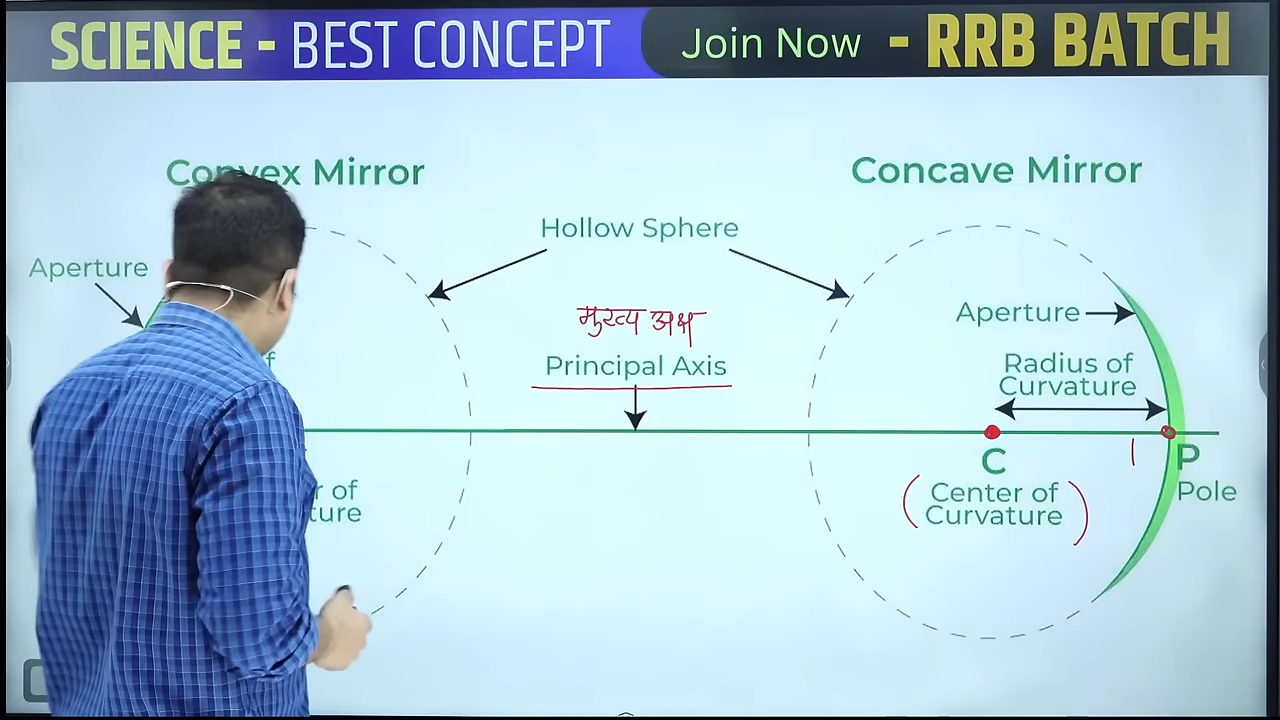 SCIENCE - BEST CONCEPT Join Now - RRB BATCH
Convex Mirror
Concave Mirror
Hollow Sphere
Aperture
मुख्य अक्ष
Principal Axis
Aperture
Radius of
Curvature
C
(Center of
Curvature)
P
Pole